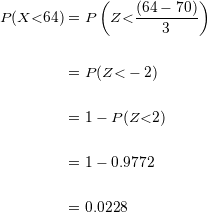 P(X<64) = P(Z<(64 − 70)/3)
= P(Z< − 2)
= 1 − P(Z<2)
= 1 − 0.9772
= 0.0228